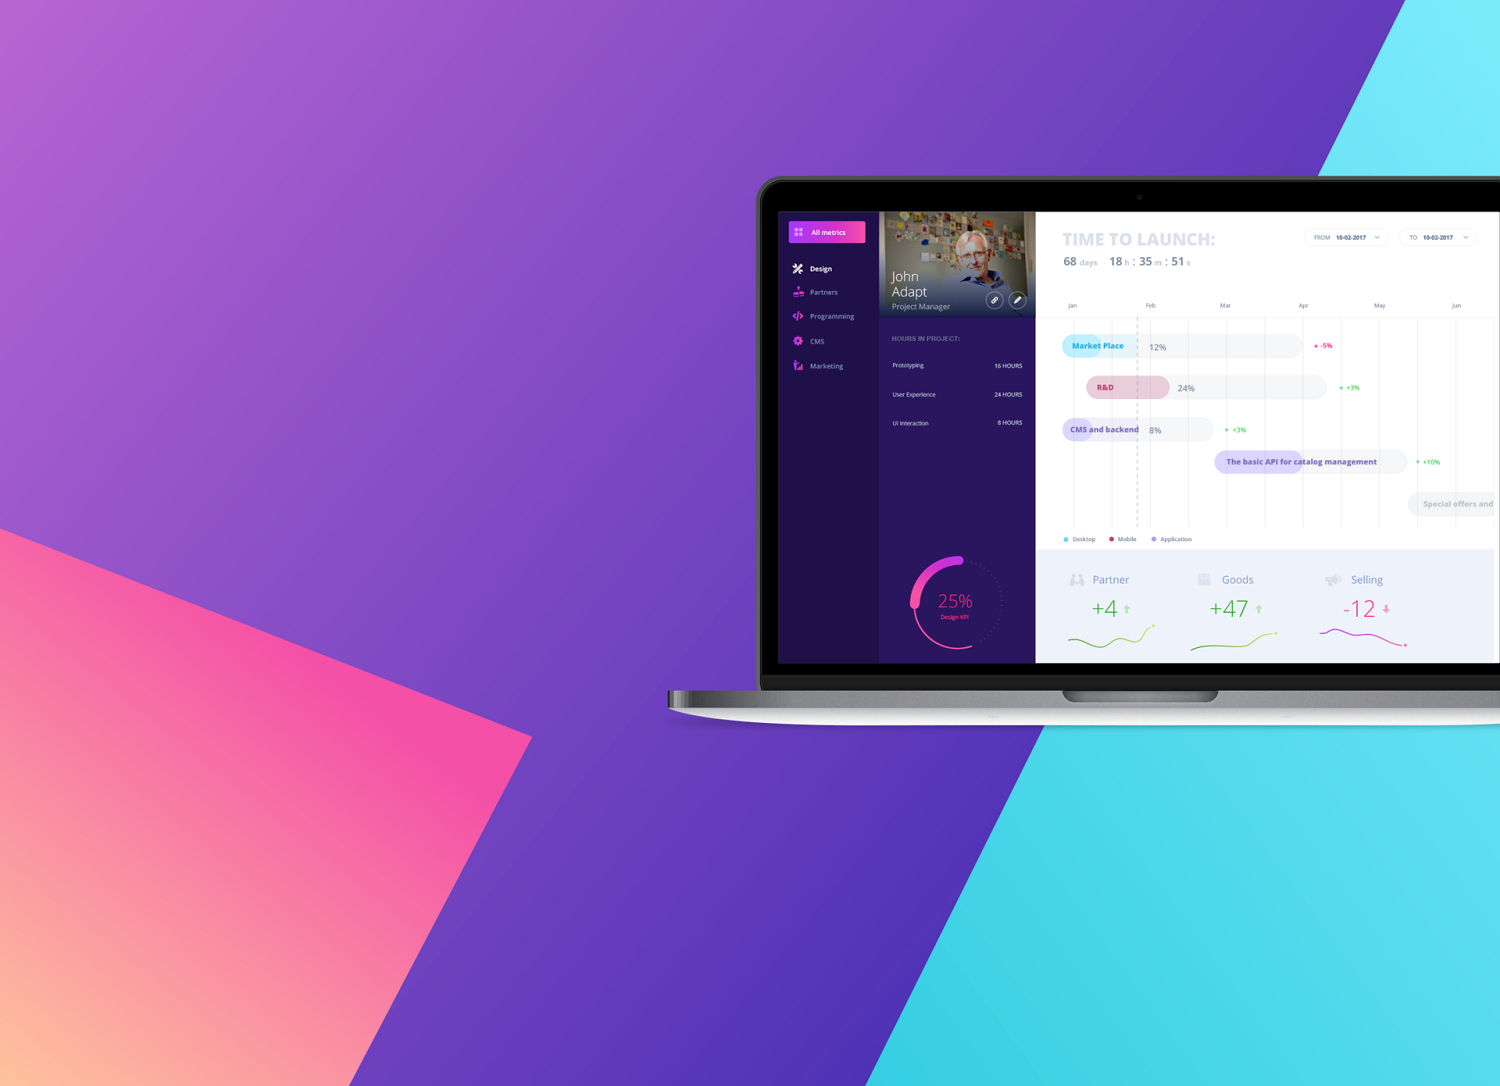 All metrics
Design
Partners
Programming
CMS
Marketing
John
Adapt
Project Manager
HOURS IN PROJECT:
Prototyping 16 HOURS
User Experience 24 HOURS
UI Interaction 8 HOURS
25%
Design KPI
TIME TO LAUNCH:
68 days 18 h : 35 m : 51 s
FROM 10-02-2017 TO 10-02-2017
Jan Feb Mar Apr May Jun
Market Place 12% -5%
R&D 24% +3%
CMS and backend 8% +3%
The basic API for catalog management +10%
Special offers and
Desktop Mobile Application
Partner Goods Selling
+4 +47 -12